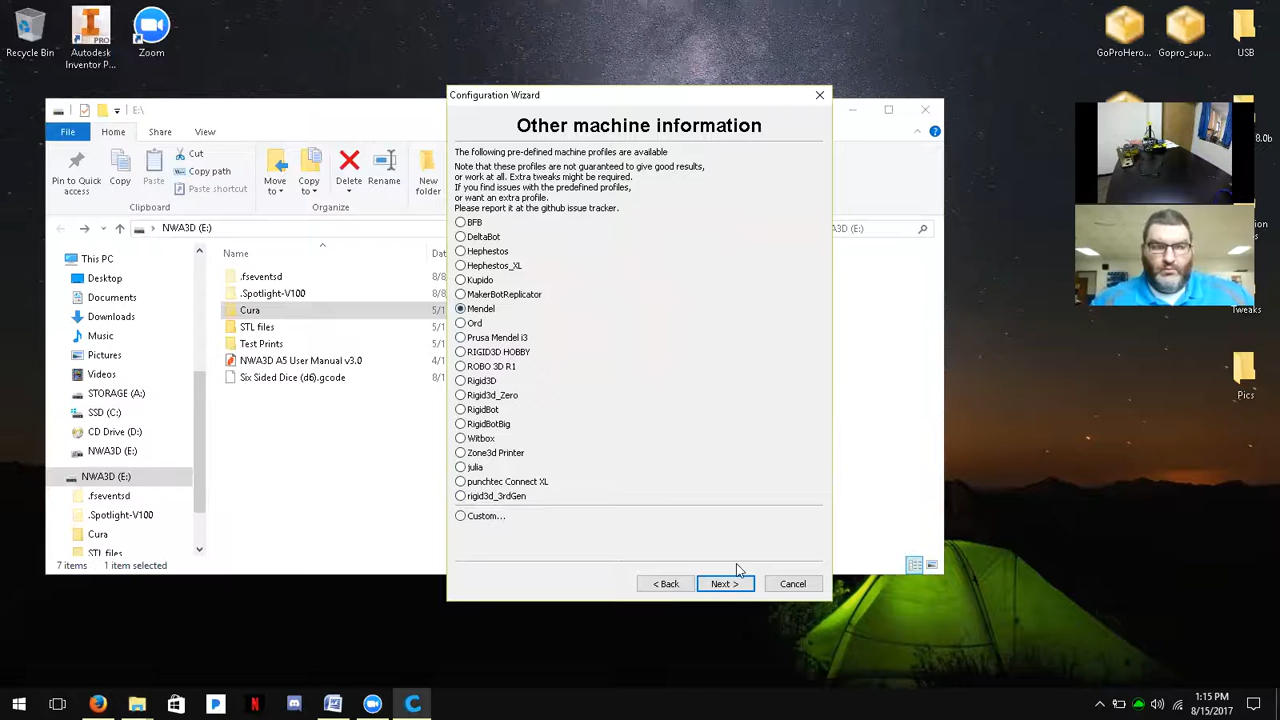 Recycle Bin
Autodesk
Inventor P...
PRO
Zoom
GoProHero...
Gopro_sup...
USB
8.0b
Tweaks
Pics
E:\
File
Home
Share
View
Pin to Quick
access
Copy
Paste
Cut
Copy path
Paste shortcut
Clipboard
Move
to
Copy
to
Delete
Rename
Organize
New
folder
NWA3D (E:)
This PC
Desktop
Documents
Downloads
Music
Pictures
Videos
STORAGE (A:)
SSD (C:)
CD Drive (D:)
NWA3D (E:)
NWA3D (E:)
.fseventsd
.Spotlight-V100
Cura
STL files
Name
.fseventsd
.Spotlight-V100
Cura
STL files
Test Prints
NWA3D A5 User Manual v3.0
Six Sided Dice (d6).gcode
8/8
8/8
5/1
5/1
5/1
4/1
8/1
7 items
1 item selected
Configuration Wizard
Other machine information
The following pre-defined machine profiles are available
Note that these profiles are not guaranteed to give good results,
or work at all. Extra tweaks might be required.
If you find issues with the predefined profiles,
or want an extra profile.
Please report it at the github issue tracker.
BFB
DeltaBot
Hephestos
Hephestos_XL
Kupido
MakerBotReplicator
Mendel
Ord
Prusa Mendel i3
RIGID3D HOBBY
ROBO 3D R1
Rigid3D
Rigid3d_Zero
RigidBot
RigidBotBig
Witbox
Zone3d Printer
julia
punchtec Connect XL
rigid3d_3rdGen
Custom...
< Back
Next >
Cancel
1:15 PM
8/15/2017